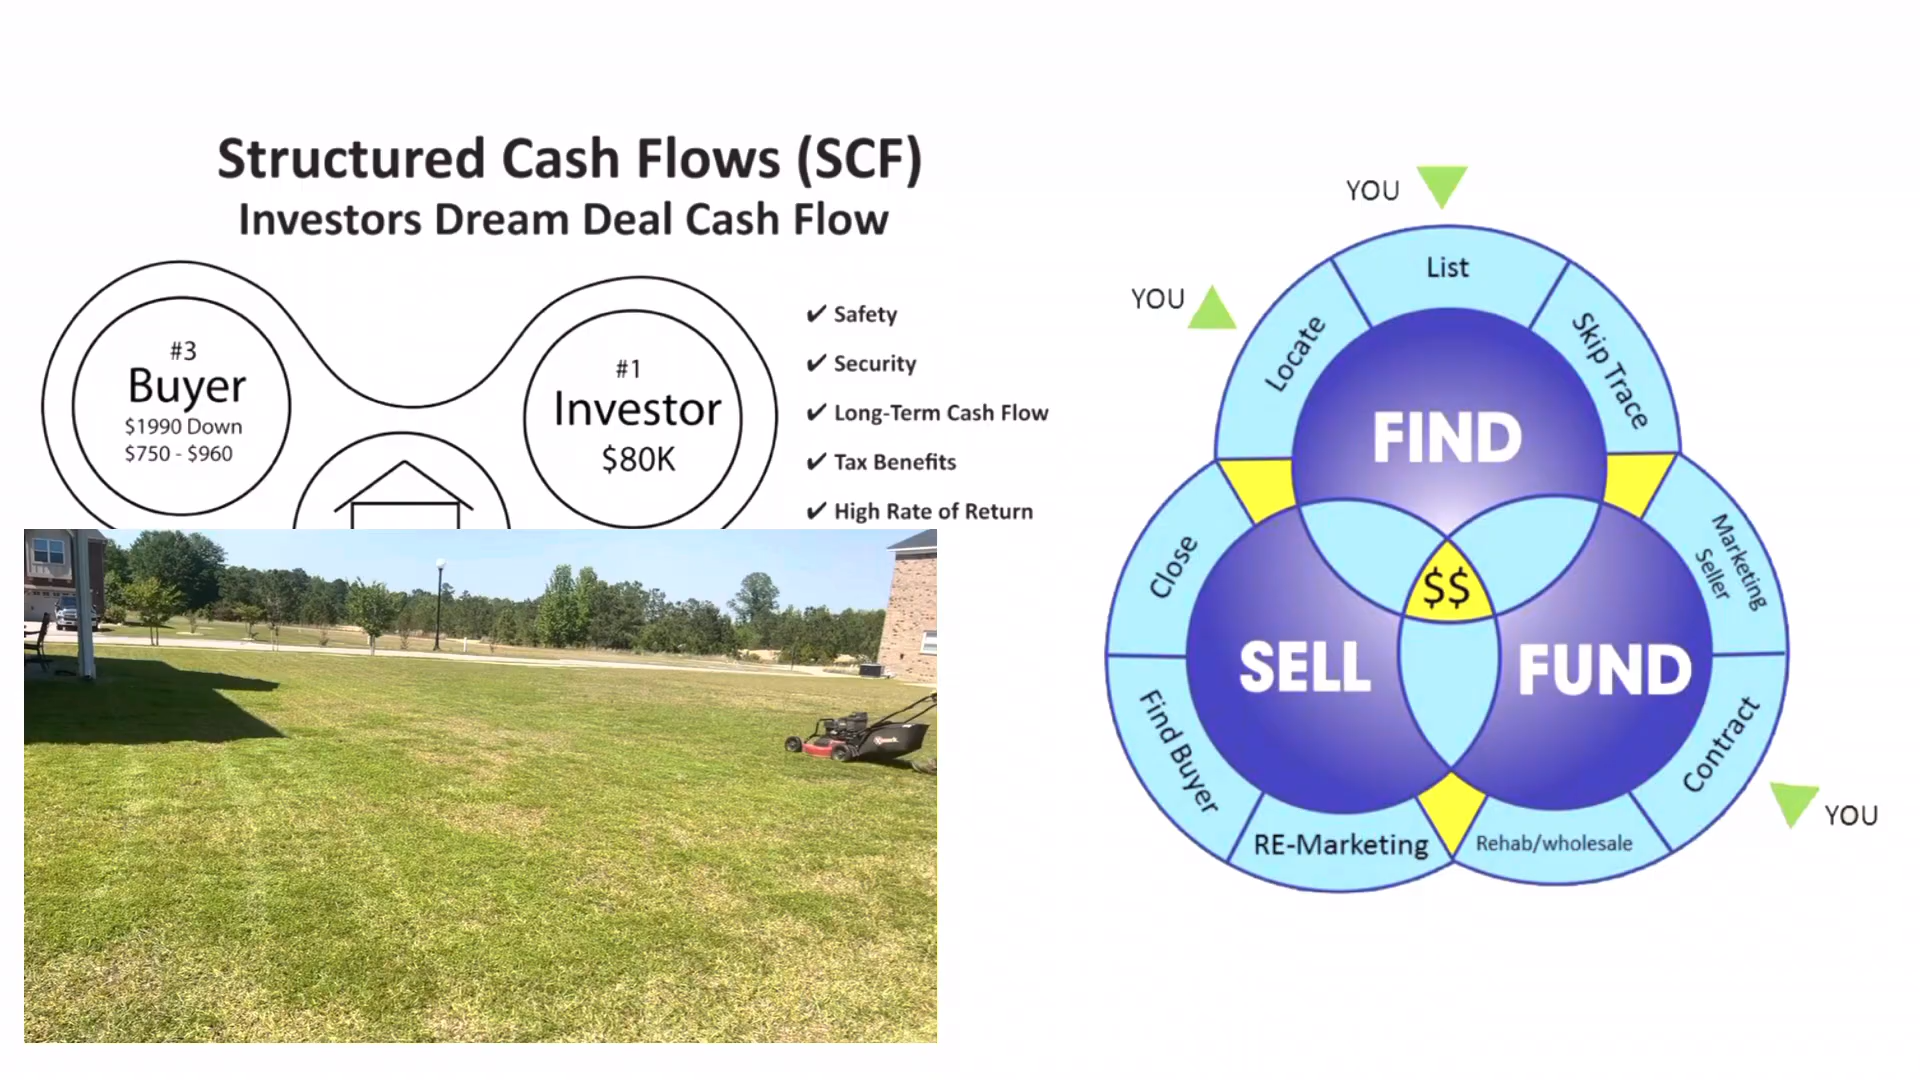 Structured Cash Flows (SCF)
Investors Dream Deal Cash Flow
#3
Buyer
$1990 Down
$750 - $960
#1
Investor
$80K
✔ Safety
✔ Security
✔ Long-Term Cash Flow
✔ Tax Benefits
✔ High Rate of Return
YOU
YOU
List
Locate
Skip Trace
FIND
Close
Marketing
Seller
$$
SELL
FUND
Find Buyer
Contract
RE-Marketing
Rehab/wholesale
YOU